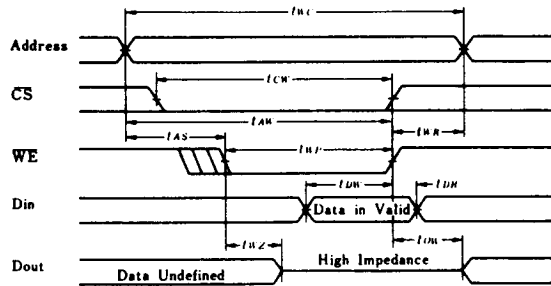 tWC
Address
tCW
CS
tAW
tAS
tWR
tWP
WE
tDW
tDH
Din
Data in Valid
tWZ
tOW
High Impedance
Dout
Data Undefined